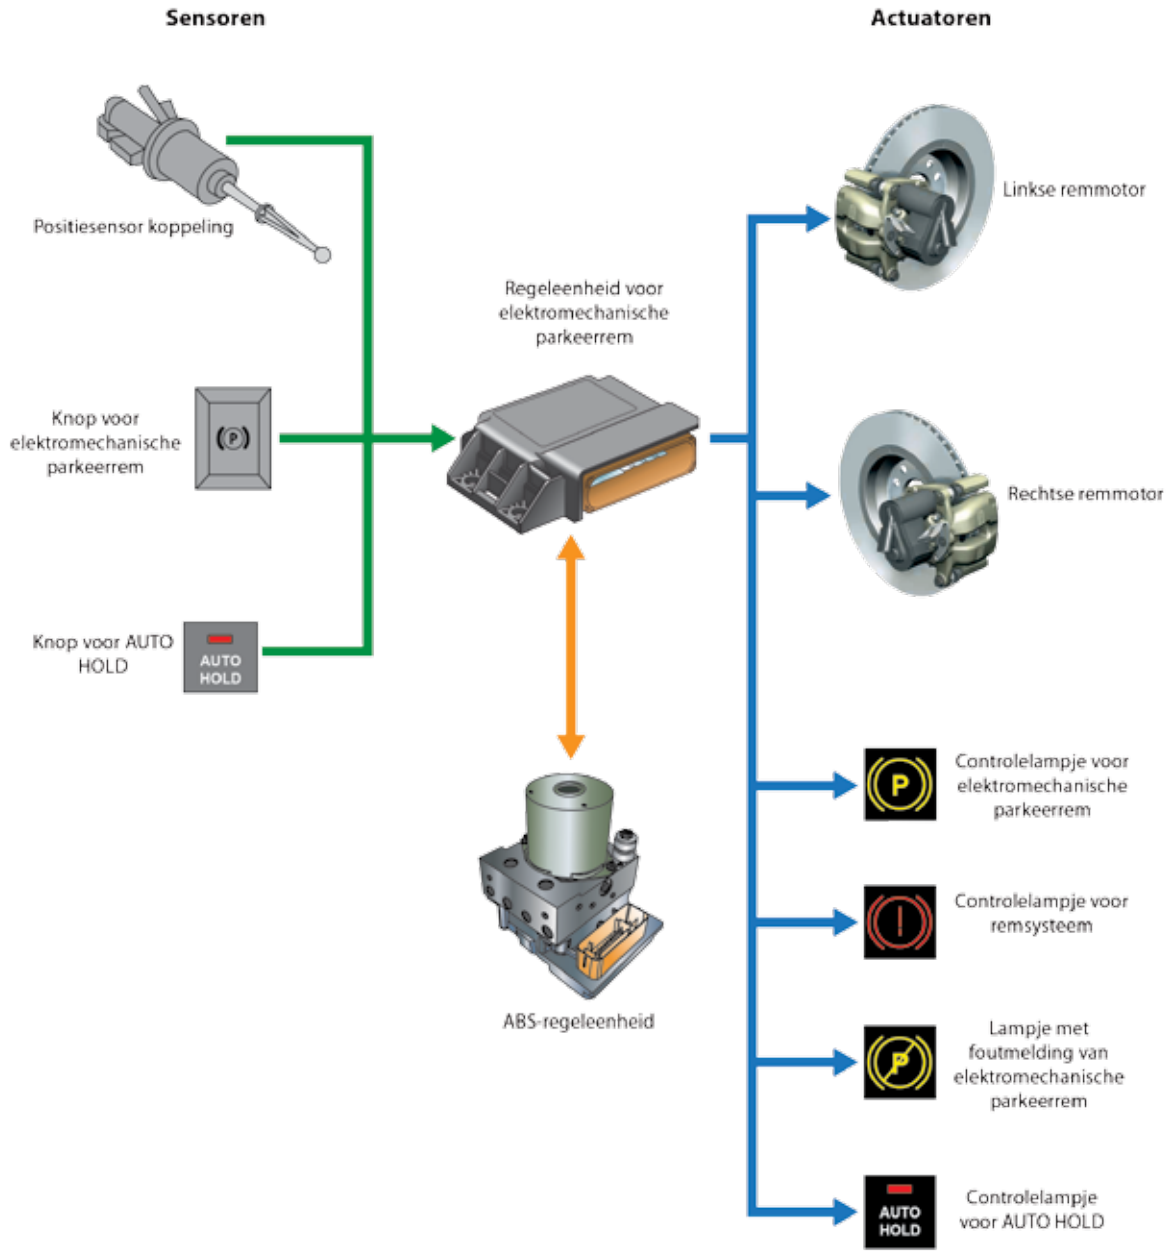 Sensoren
Actuatoren
Positiesensor koppeling
Linkse remmotor
Regeleenheid voor
elektromechanische
parkeerrem
Knop voor
elektromechanische
parkeerrem
P
Rechtse remmotor
Knop voor AUTO
HOLD
AUTO
HOLD
P
Controlelampje voor
elektromechanische
parkeerrem
Controlelampje voor
remsysteem
ABS-regeleenheid
P
Lampje met
foutmelding van
elektromechanische
parkeerrem
AUTO
HOLD
Controlelampje
voor AUTO HOLD